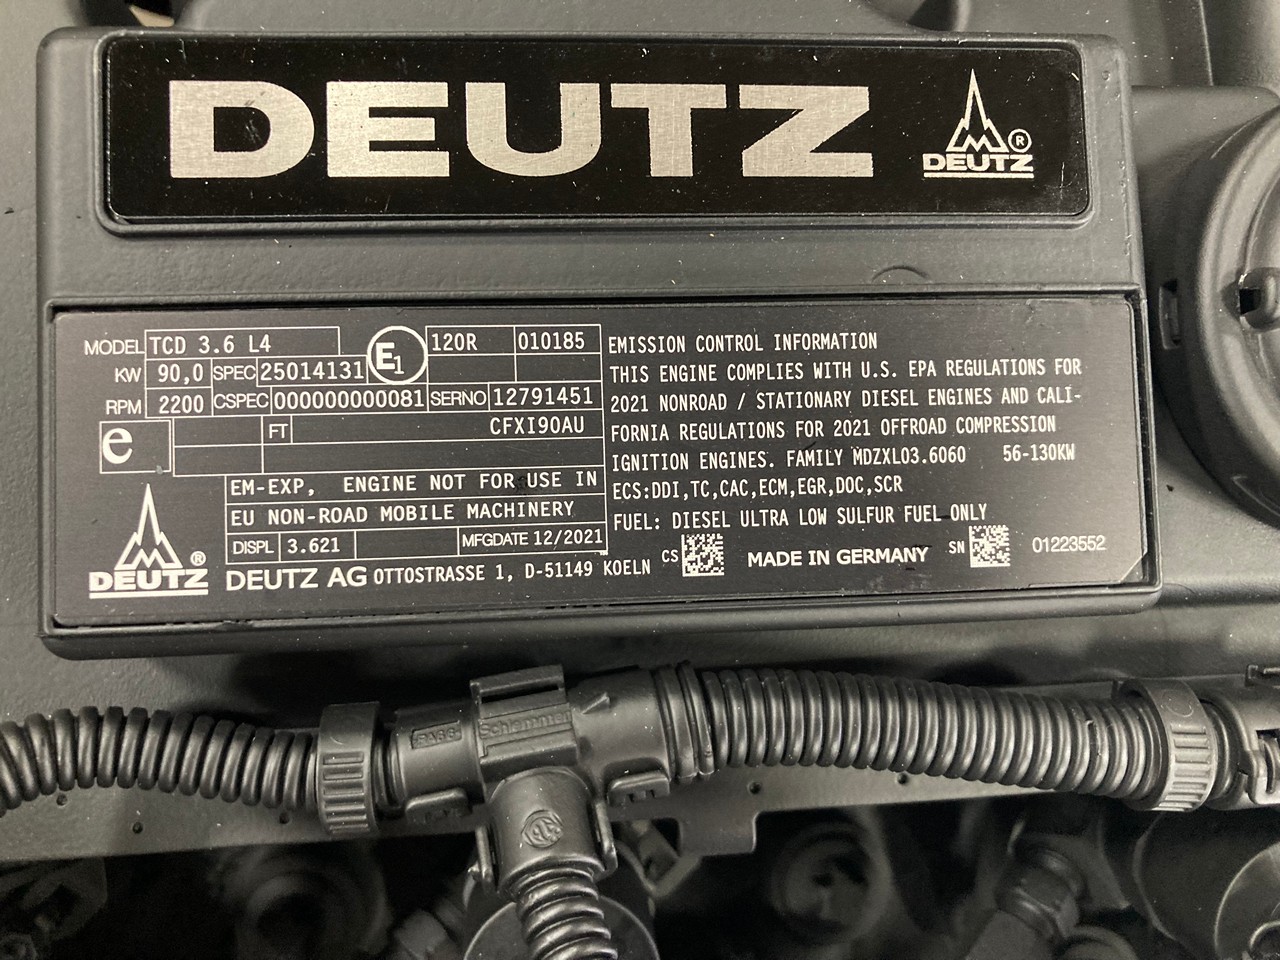 DEUTZ
DEUTZ ®
MODEL TCD 3.6 L4 E1 120R 010185
KW 90,0 SPEC 25014131
RPM 2200 CSPEC 000000000081 SERNO 12791451
e FT CFXI90AU
EM-EXP, ENGINE NOT FOR USE IN
EU NON-ROAD MOBILE MACHINERY
DISPL 3.621 MFGDATE 12/2021
DEUTZ ®
DEUTZ AG OTTOSTRASSE 1, D-51149 KOELN
EMISSION CONTROL INFORMATION
THIS ENGINE COMPLIES WITH U.S. EPA REGULATIONS FOR
2021 NONROAD / STATIONARY DIESEL ENGINES AND CALI-
FORNIA REGULATIONS FOR 2021 OFFROAD COMPRESSION
IGNITION ENGINES. FAMILY MDZXL03.6060 56-130KW
ECS:DDI,TC,CAC,ECM,EGR,DOC,SCR
FUEL: DIESEL ULTRA LOW SULFUR FUEL ONLY
CS MADE IN GERMANY SN 01223552
PA66 Schlemmer